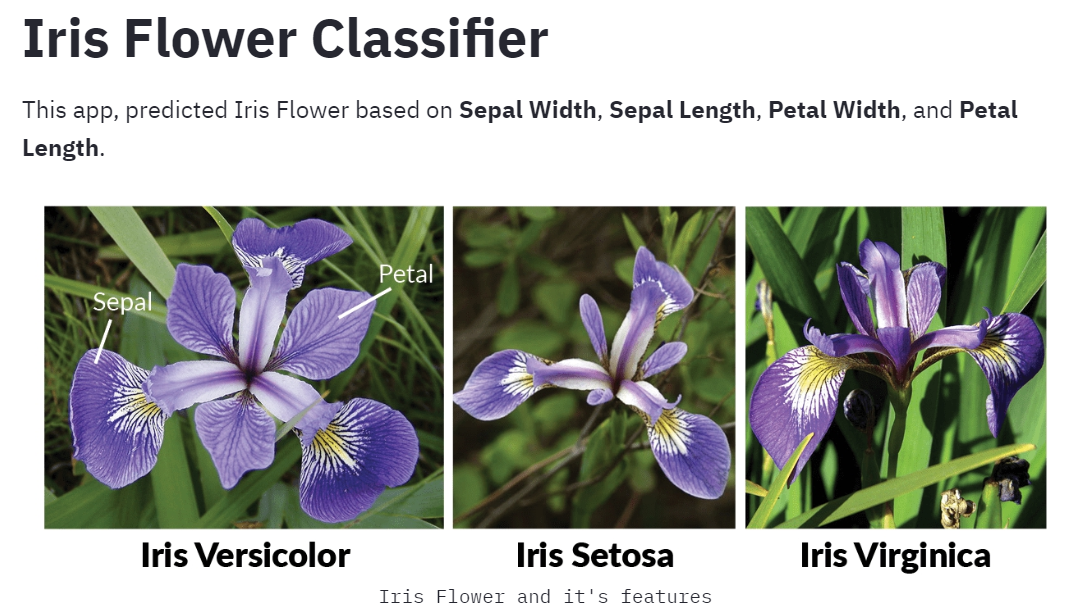 Iris Flower Classifier
This app, predicted Iris Flower based on Sepal Width, Sepal Length, Petal Width, and Petal
Length.
Sepal
Petal
Iris Versicolor
Iris Setosa
Iris Virginica
Iris Flower and it's features